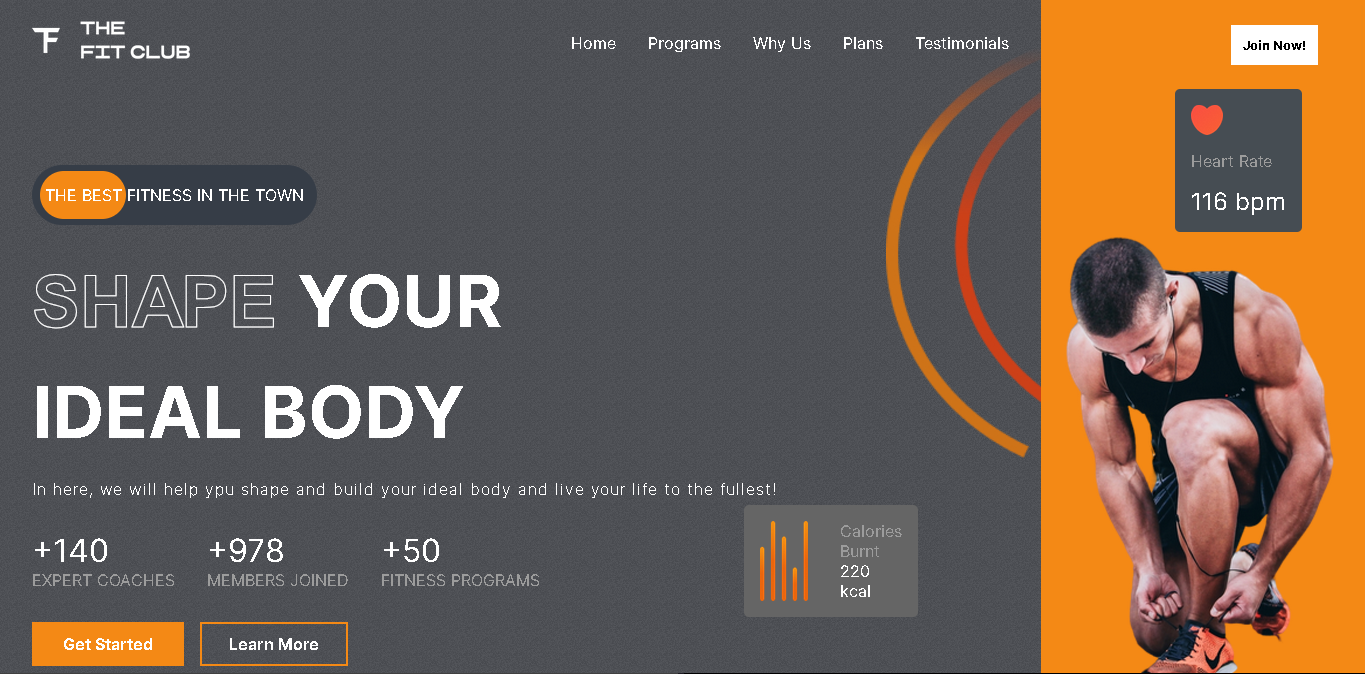 THE
FIT CLUB
Home Programs Why Us Plans Testimonials
Join Now!
Heart Rate
116 bpm
THE BEST FITNESS IN THE TOWN
SHAPE YOUR
IDEAL BODY
In here, we will help ypu shape and build your ideal body and live your life to the fullest!
+140
EXPERT COACHES
+978
MEMBERS JOINED
+50
FITNESS PROGRAMS
Calories
Burnt
220
kcal
Get Started
Learn More